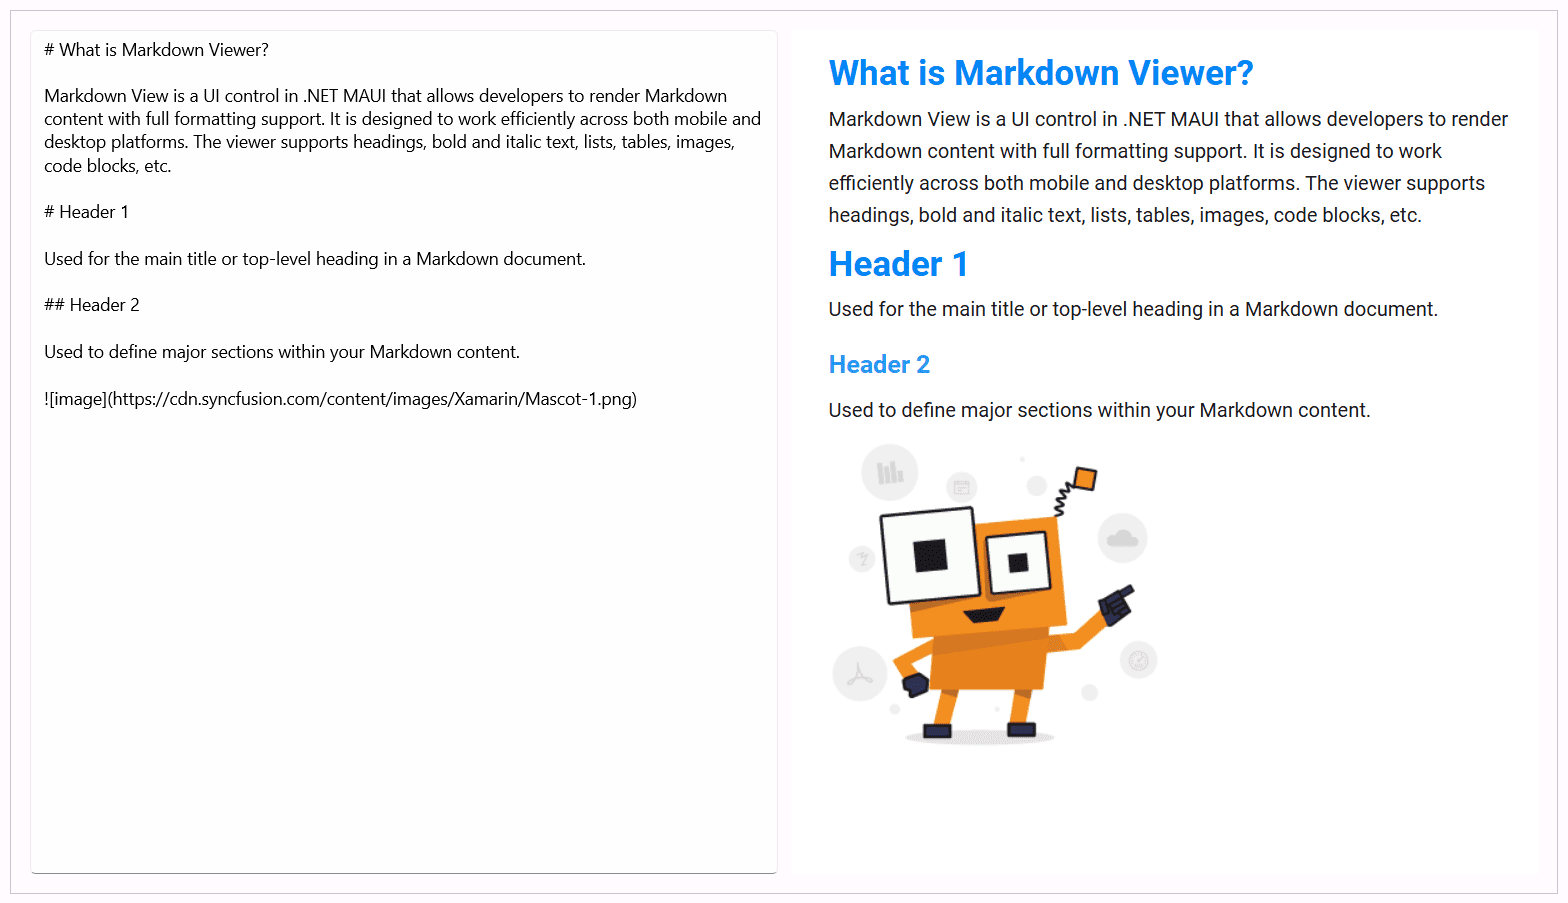 # What is Markdown Viewer?
Markdown View is a UI control in .NET MAUI that allows developers to render Markdown
content with full formatting support. It is designed to work efficiently across both mobile and
desktop platforms. The viewer supports headings, bold and italic text, lists, tables, images,
code blocks, etc.
# Header 1
Used for the main title or top-level heading in a Markdown document.
## Header 2
Used to define major sections within your Markdown content.
![image](https://cdn.syncfusion.com/content/images/Xamarin/Mascot-1.png)
What is Markdown Viewer?
Markdown View is a UI control in .NET MAUI that allows developers to render
Markdown content with full formatting support. It is designed to work
efficiently across both mobile and desktop platforms. The viewer supports
headings, bold and italic text, lists, tables, images, code blocks, etc.
Header 1
Used for the main title or top-level heading in a Markdown document.
Header 2
Used to define major sections within your Markdown content.